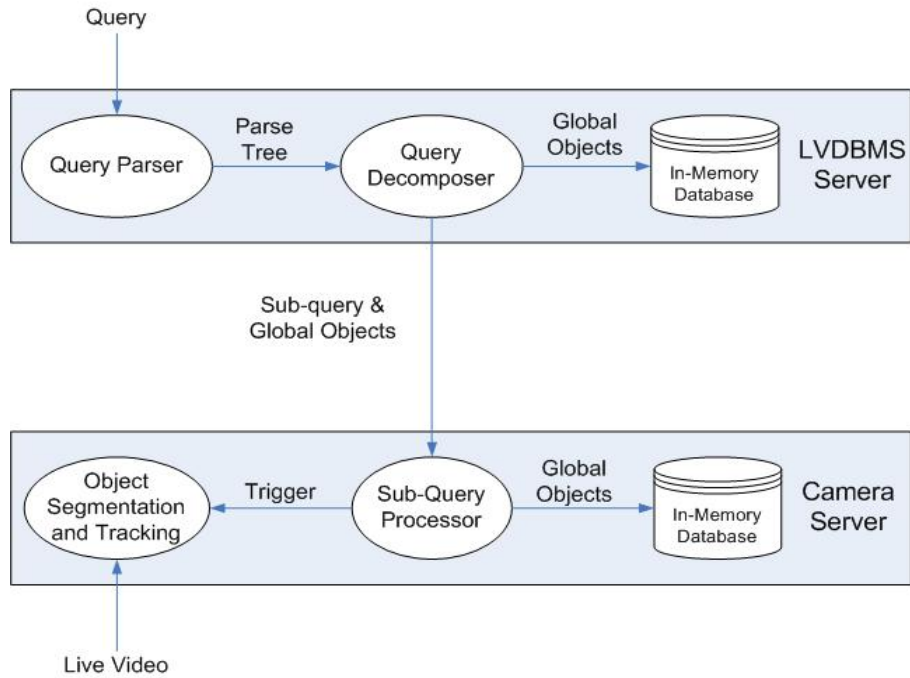 Query
Query Parser
Parse
Tree
Query
Decomposer
Global
Objects
In-Memory
Database
LVDBMS
Server
Sub-query &
Global Objects
Object
Segmentation
and Tracking
Trigger
Sub-Query
Processor
Global
Objects
In-Memory
Database
Camera
Server
Live Video